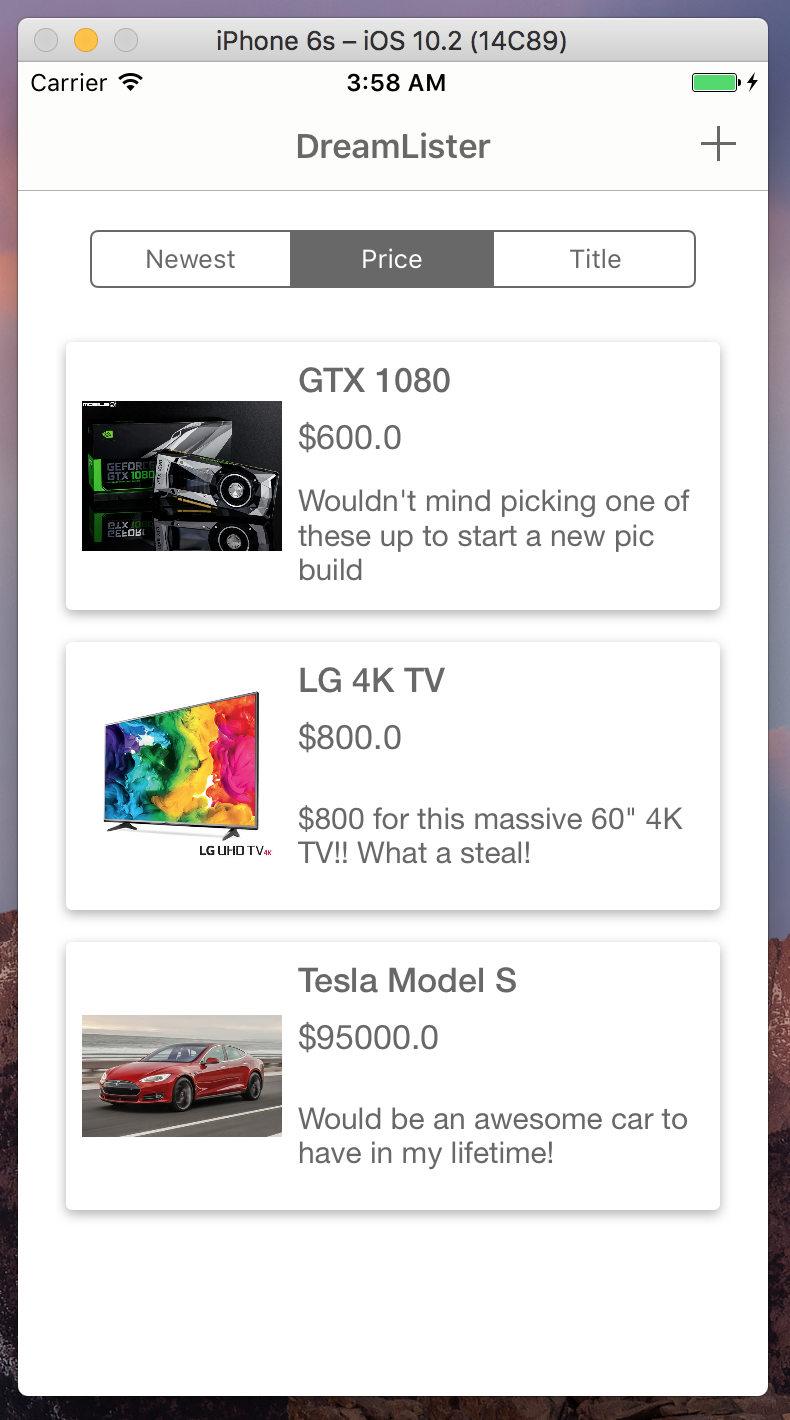 iPhone 6s – iOS 10.2 (14C89)
Carrier 3:58 AM
DreamLister
Newest Price Title
GTX 1080
$600.0
GEFORCE
GTX 1080
Wouldn't mind picking one of
these up to start a new pic
build
LG 4K TV
$800.0
$800 for this massive 60" 4K
TV!! What a steal!
LG UHD TV 4K
Tesla Model S
$95000.0
Would be an awesome car to
have in my lifetime!